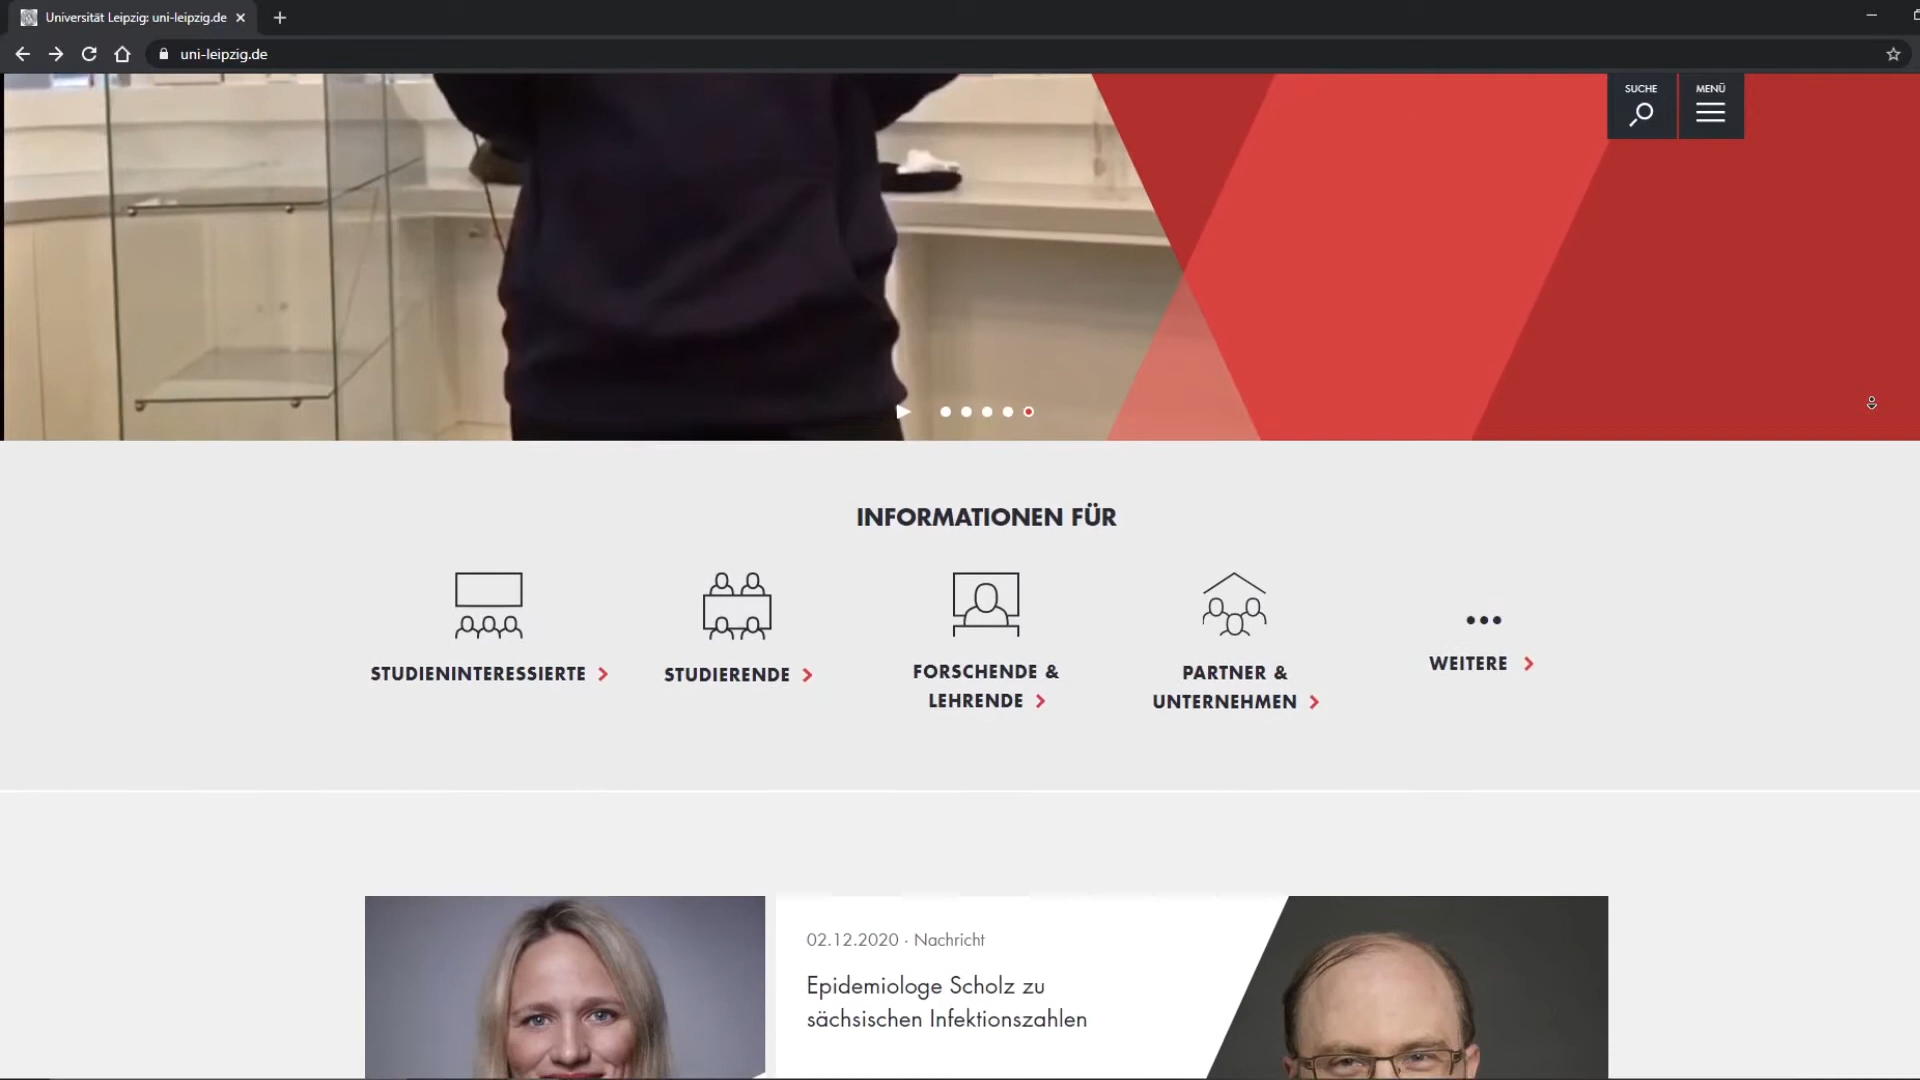 Universität Leipzig: uni-leipzig.de
uni-leipzig.de
SUCHE
MENÜ
INFORMATIONEN FÜR
STUDIENINTERESSIERTE
STUDIERENDE
FORSCHENDE &
LEHRENDE
PARTNER &
UNTERNEHMEN
WEITERE
02.12.2020 · Nachricht
Epidemiologe Scholz zu
sächsischen Infektionszahlen